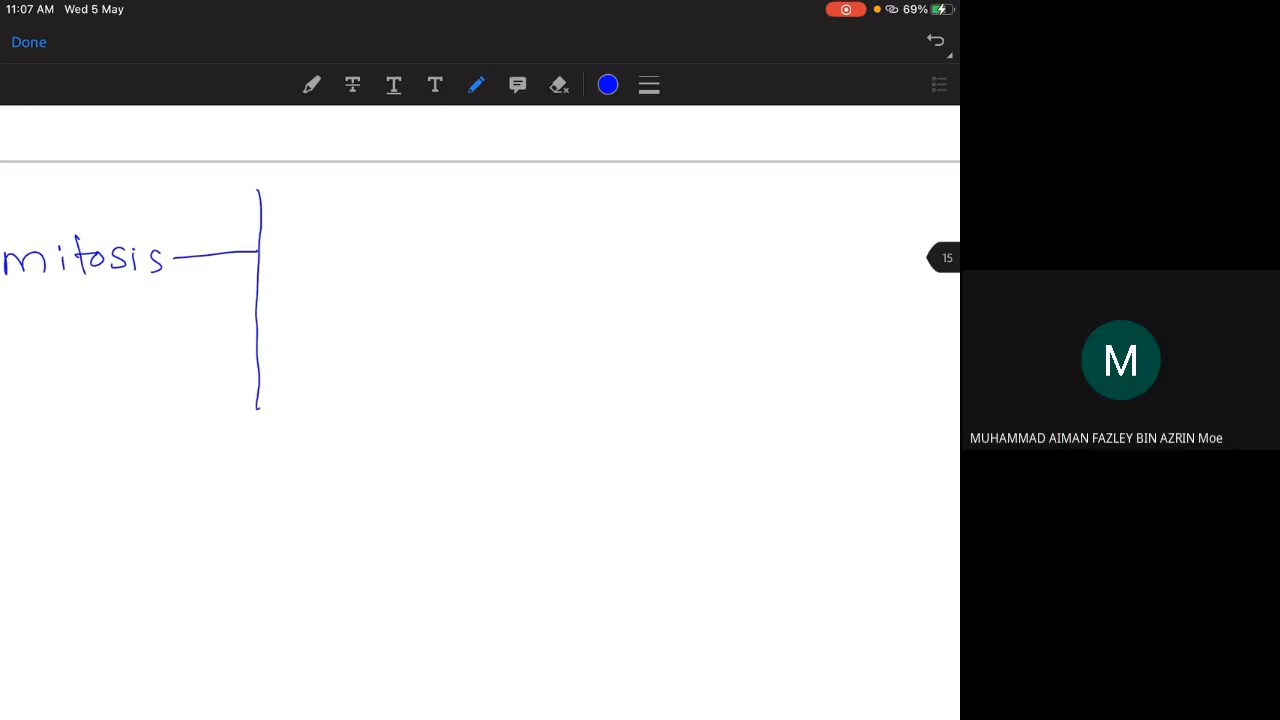 11:07 AM Wed 5 May 69%
Done
T T T
mitosis
15
M
MUHAMMAD AIMAN FAZLEY BIN AZRIN Moe